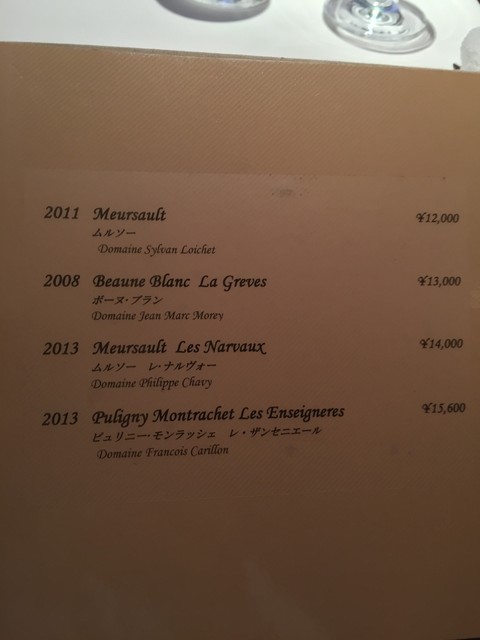 2011 Meursault ¥12,000
ムルソー
Domaine Sylvan Loichet
2008 Beaune Blanc La Greves ¥13,000
ボーヌ・ブラン
Domaine Jean Marc Morey
2013 Meursault Les Narvaux ¥14,000
ムルソー レ・ナルヴォー
Domaine Philippe Chavy
2013 Puligny Montrachet Les Enseigneres ¥15,600
ピュリニー・モンラッシェ レ・ザンセニエール
Domaine Francois Carillon